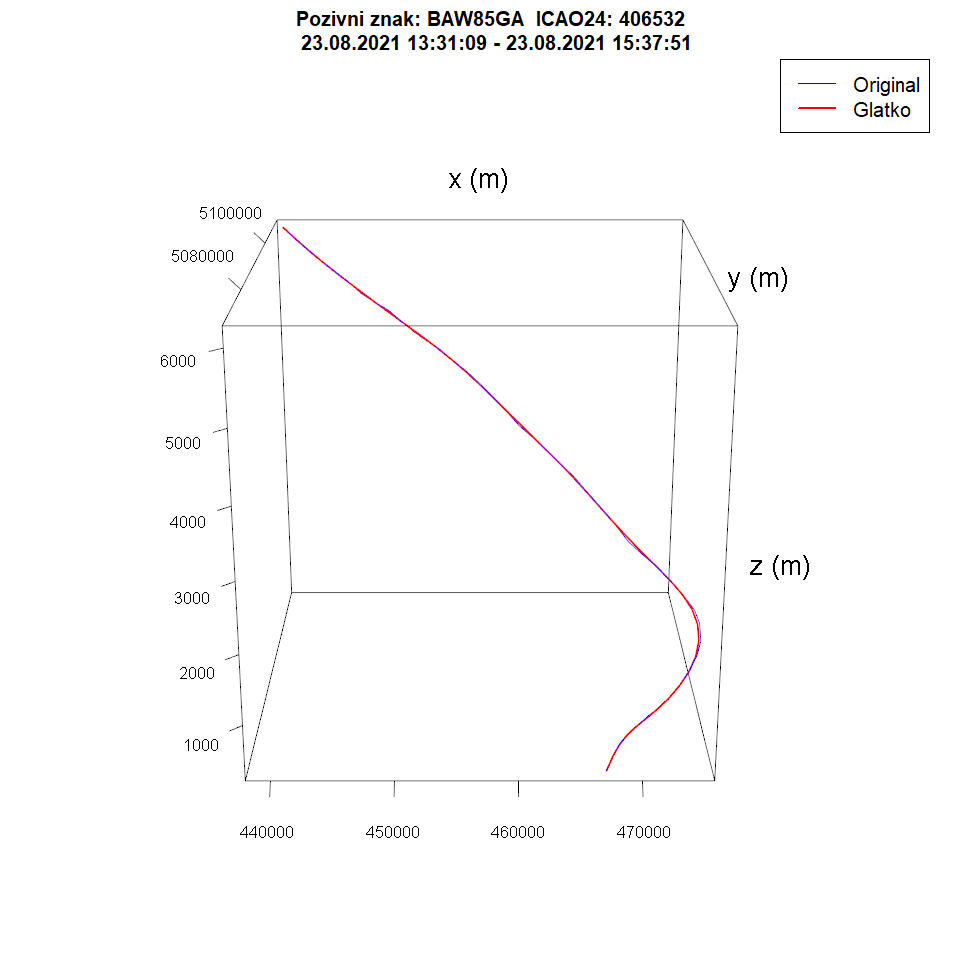 Pozivni znak: BAW85GA  ICAO24: 406532
23.08.2021 13:31:09 - 23.08.2021 15:37:51
Original
Glatko
x (m)
5100000
5080000
y (m)
6000
5000
4000
z (m)
3000
2000
1000
440000
450000
460000
470000